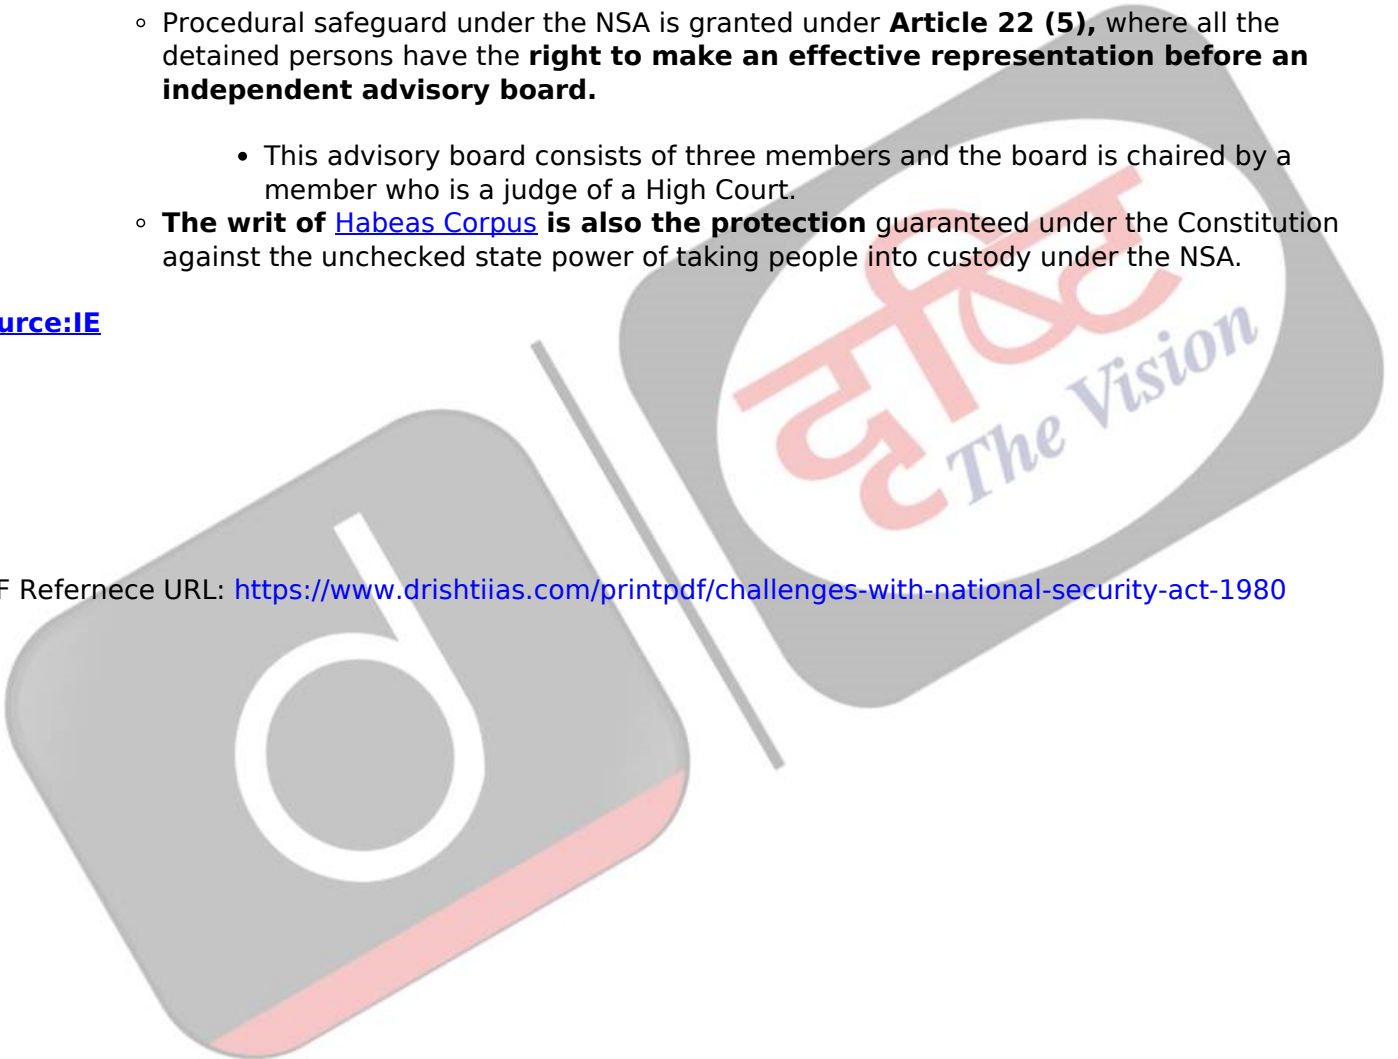 ◦ Procedural safeguard under the NSA is granted under Article 22 (5), where all the
detained persons have the right to make an effective representation before an
independent advisory board.
• This advisory board consists of three members and the board is chaired by a
member who is a judge of a High Court.
◦ The writ of Habeas Corpus is also the protection guaranteed under the Constitution
against the unchecked state power of taking people into custody under the NSA.
urce:IE
दृष्टि
The Vision
d
F Refernece URL: https://www.drishtiias.com/printpdf/challenges-with-national-security-act-1980